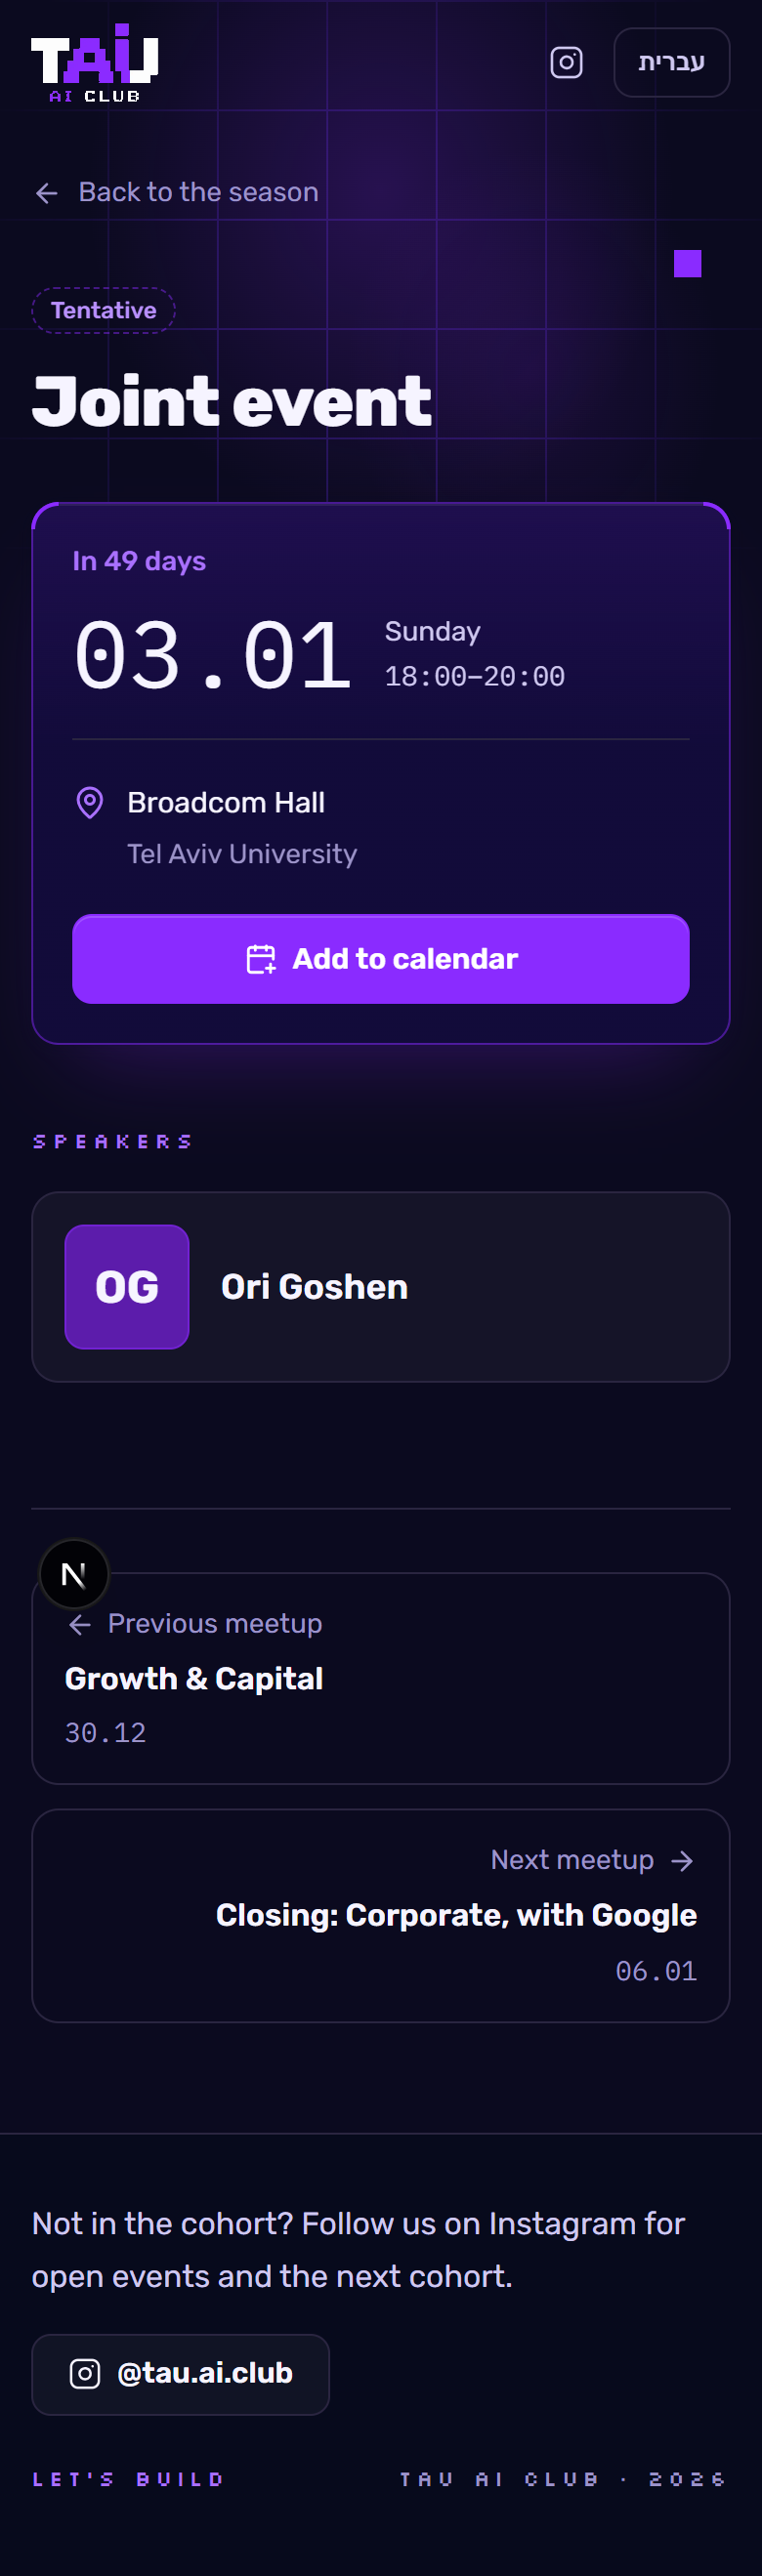 TAiU
AI CLUB
עברית
Back to the season
Tentative
Joint event
In 49 days
03.01
Sunday
18:00–20:00
Broadcom Hall
Tel Aviv University
Add to calendar
SPEAKERS
OG
Ori Goshen
N
Previous meetup
Growth & Capital
30.12
Next meetup
Closing: Corporate, with Google
06.01
Not in the cohort? Follow us on Instagram for
open events and the next cohort.
@tau.ai.club
LET'S BUILD
TAU AI CLUB · 2026